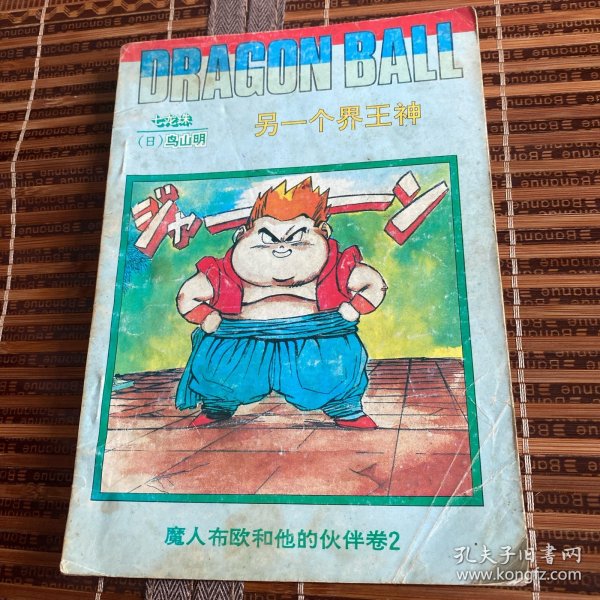 DRAGON BALL
七龙珠
(日)鸟山明
另一个界王神
ジャーーン
魔人布欧和他的伙伴卷2
孔夫子旧书网
www.kongfz.com